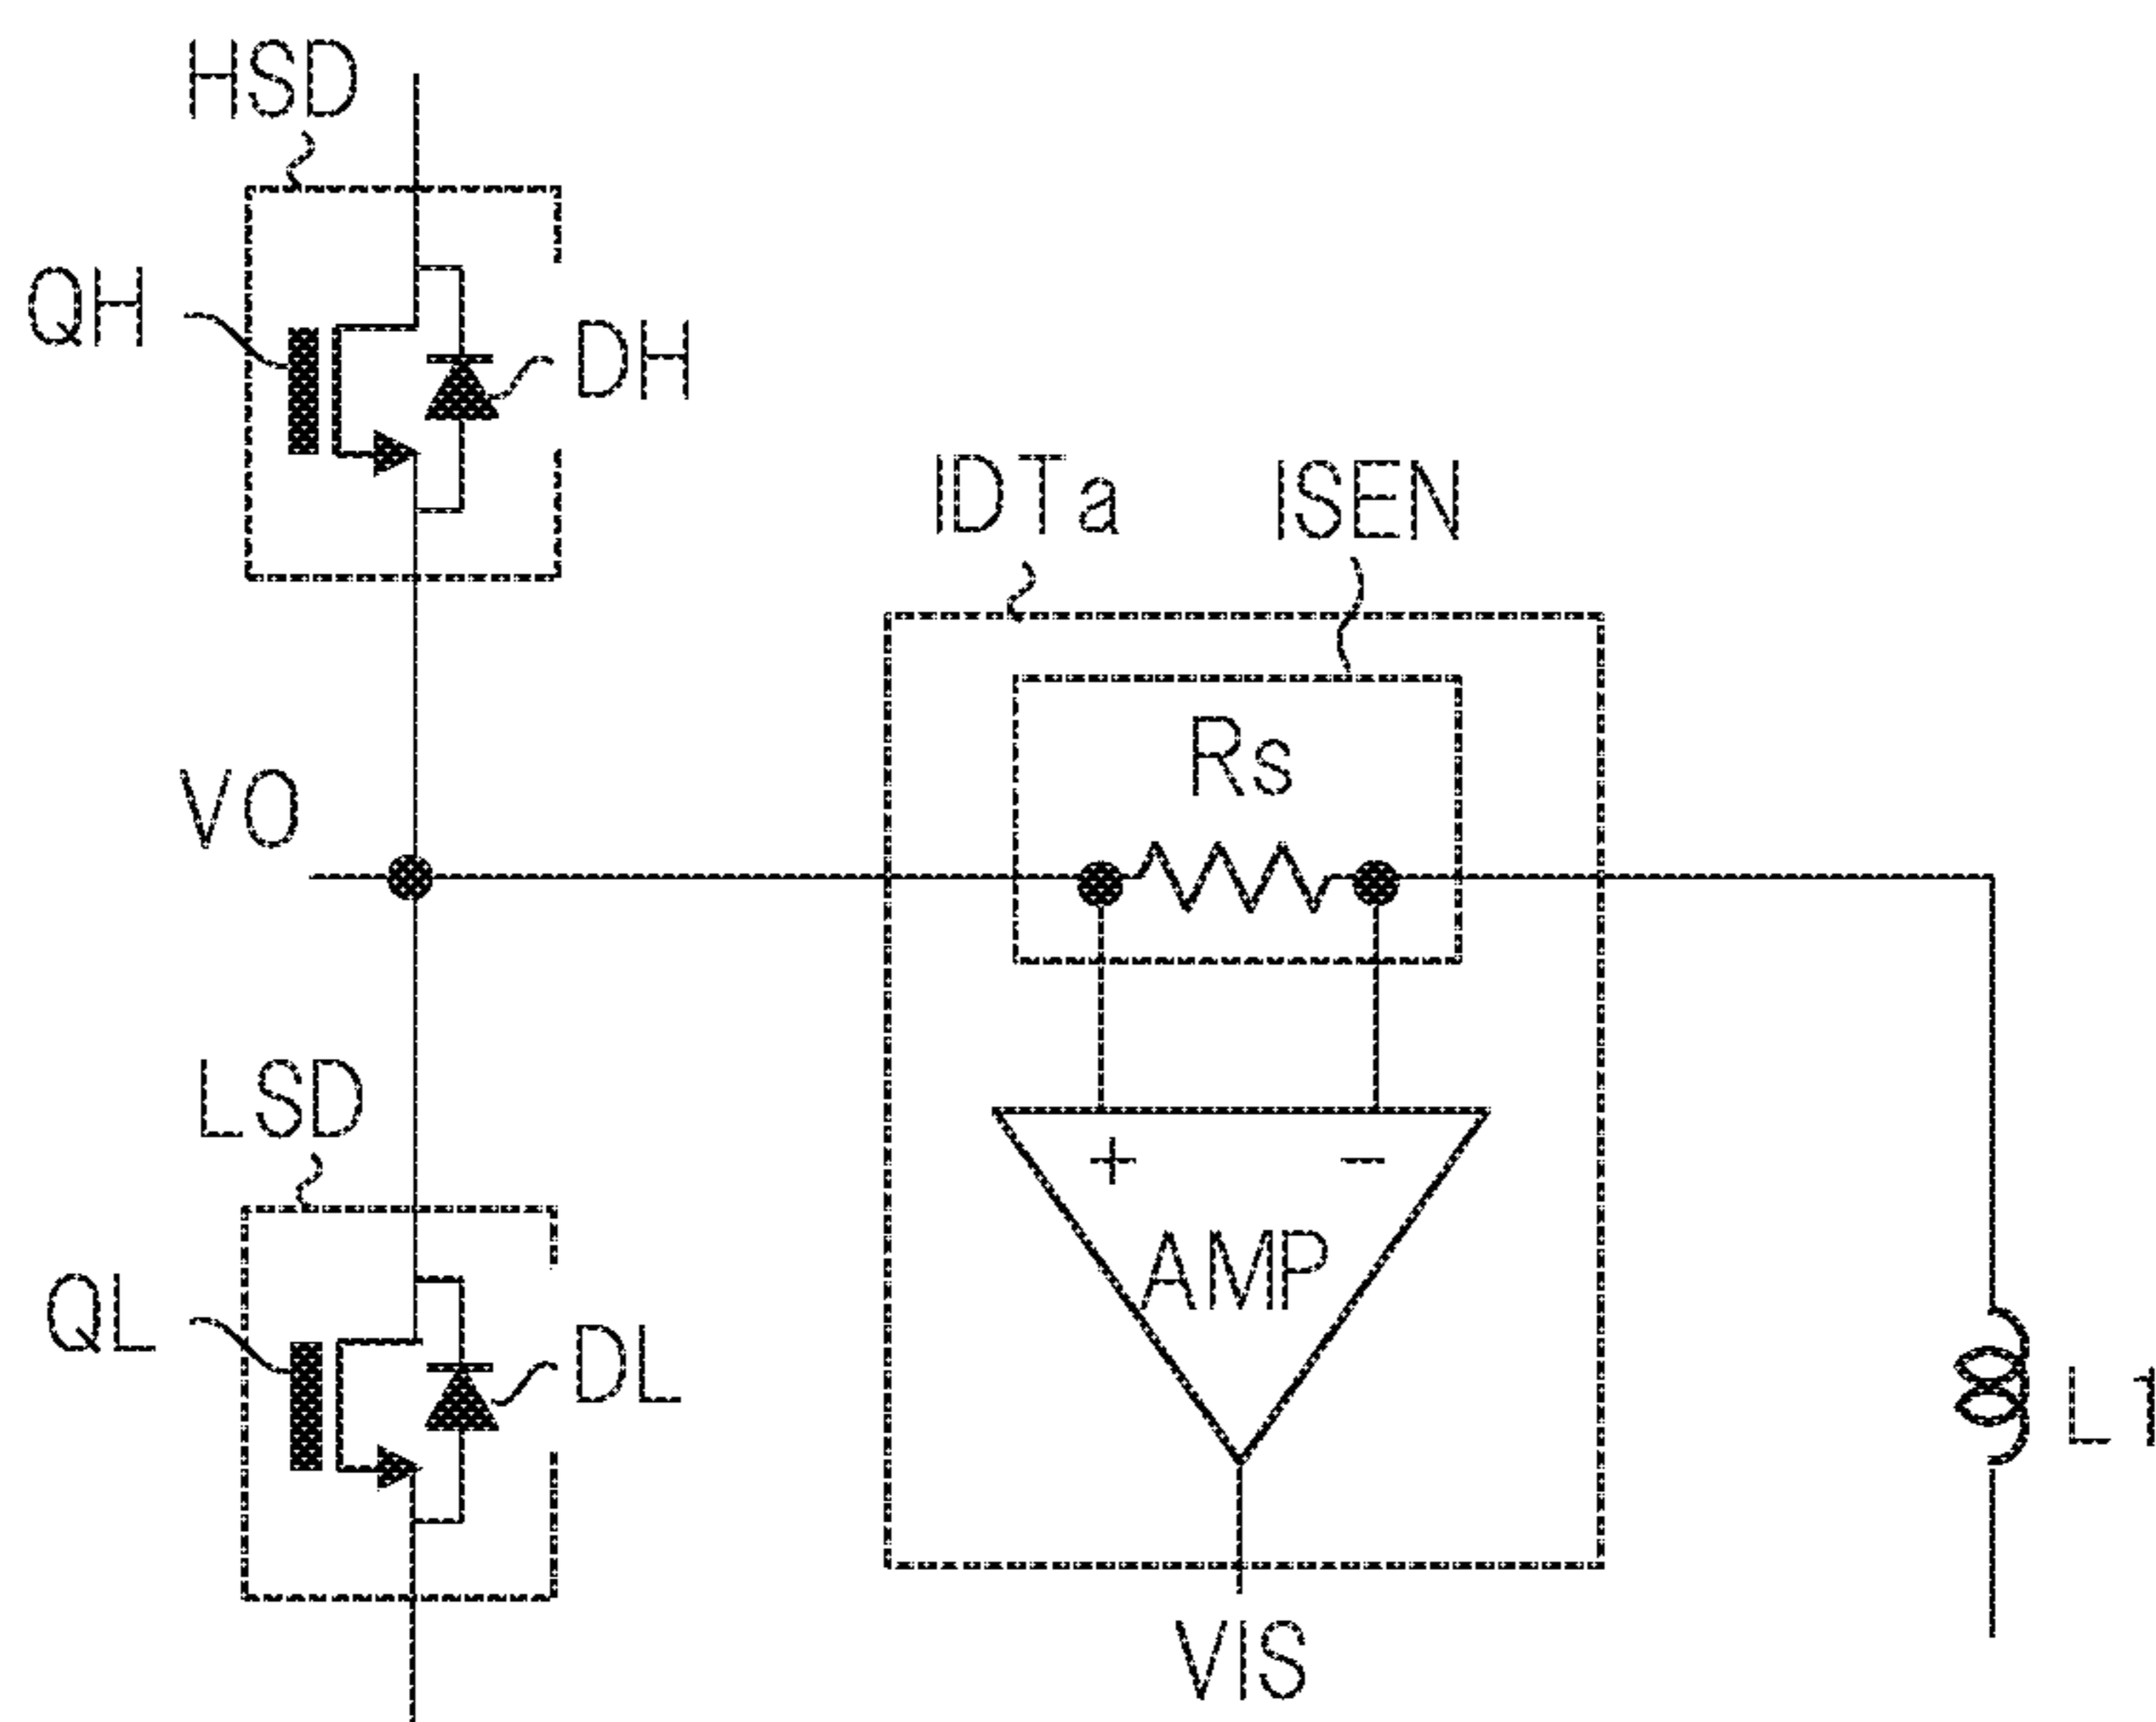 HSD
QH
DH
IDTa
ISEN
Rs
VO
LSD
+
−
AMP
QL
DL
L1
VIS